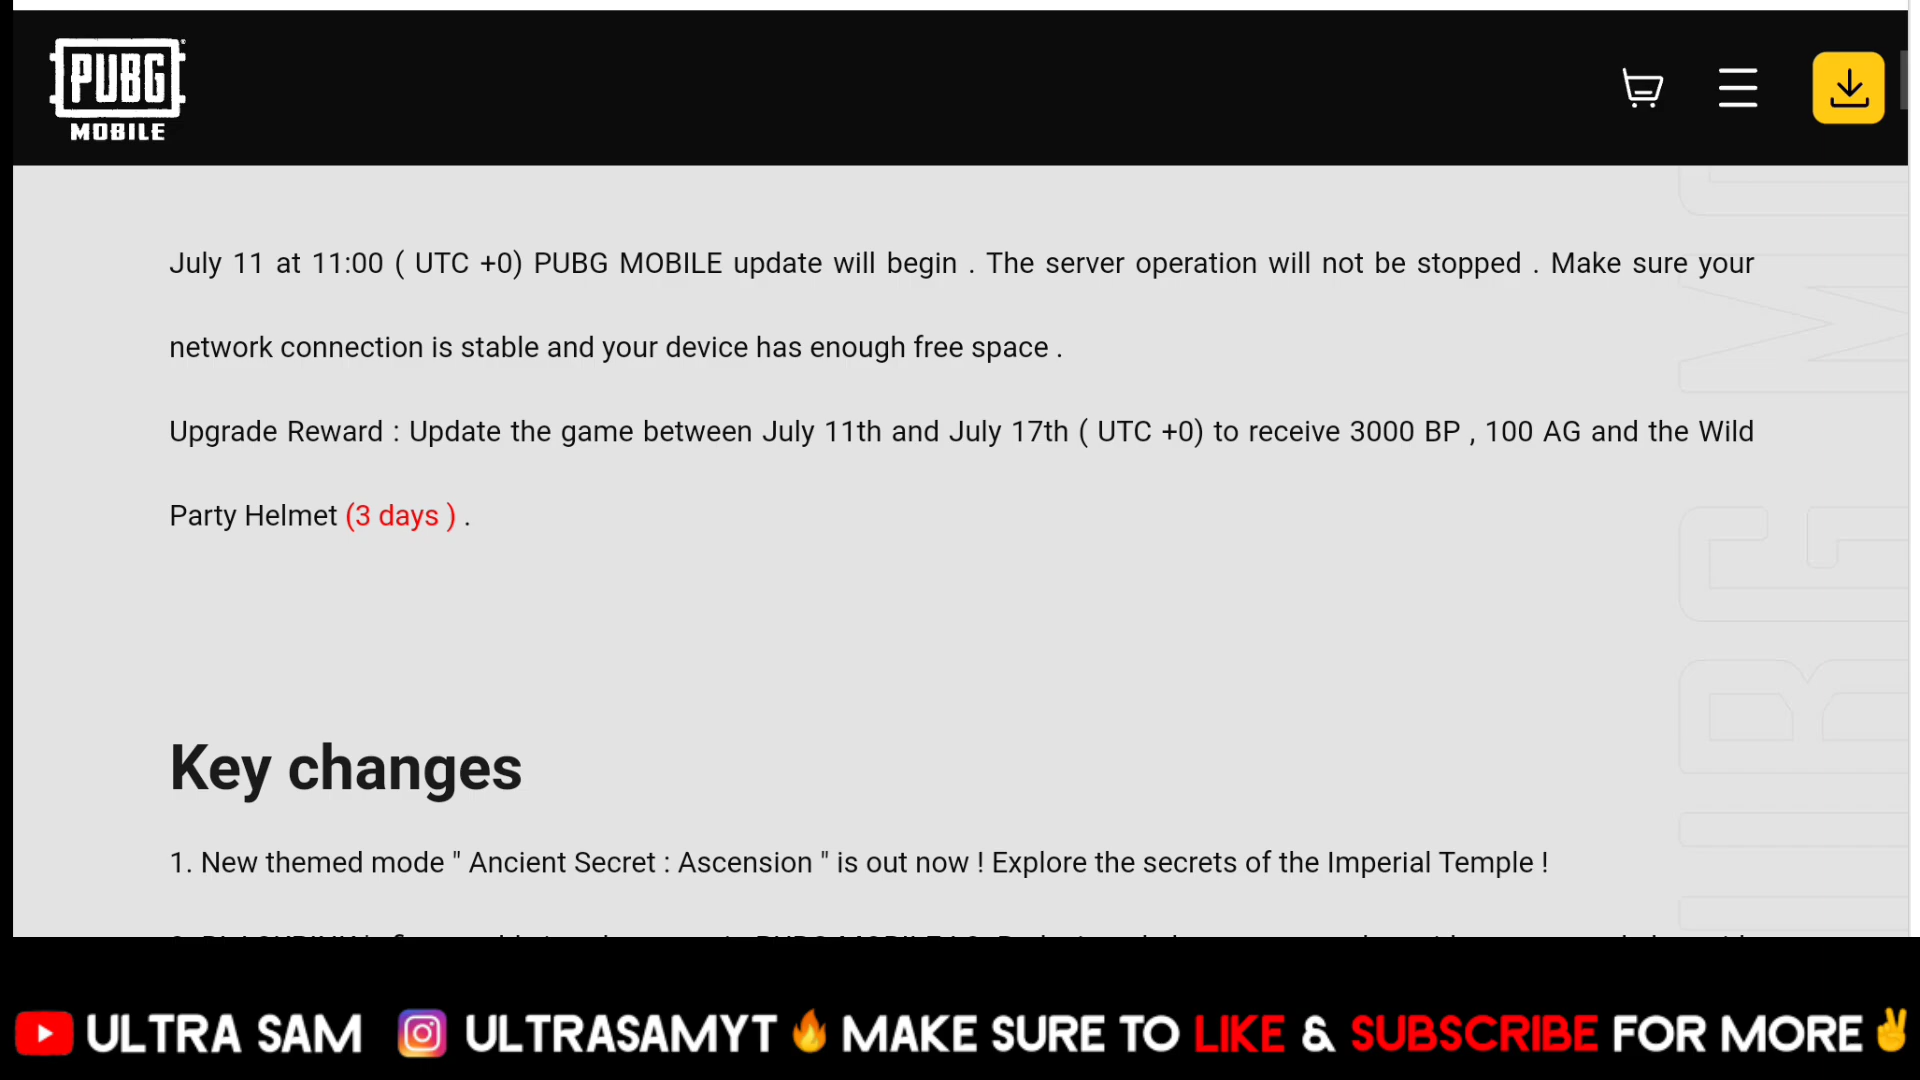 PUBG
MOBILE
July 11 at 11:00 ( UTC +0) PUBG MOBILE update will begin . The server operation will not be stopped . Make sure your
network connection is stable and your device has enough free space .
Upgrade Reward : Update the game between July 11th and July 17th ( UTC +0) to receive 3000 BP , 100 AG and the Wild
Party Helmet (3 days ) .
Key changes
1. New themed mode " Ancient Secret : Ascension " is out now ! Explore the secrets of the Imperial Temple !
ULTRA SAM ULTRASAMYT 🔥 MAKE SURE TO LIKE & SUBSCRIBE FOR MORE ✌